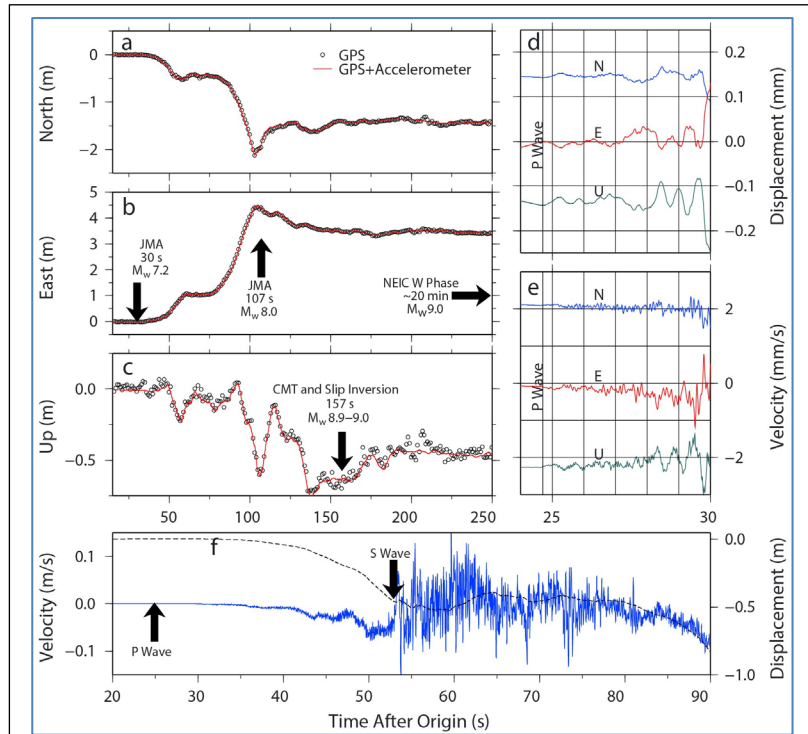 a
GPS
GPS+Accelerometer
North (m)
0
−1
−2
b
East (m)
5
4
3
2
1
0
JMA
30 s
Mw 7.2
JMA
107 s
Mw 8.0
NEIC W Phase
~20 min
Mw9.0
c
Up (m)
0.0
−0.5
CMT and Slip Inversion
157 s
Mw 8.9−9.0
50 100 150 200 250
d
N
E
U
P Wave
0.2
0.1
0.0
−0.1
−0.2
Displacement (mm)
e
N
E
U
P Wave
2
0
−2
Velocity (mm/s)
25 30
f
Velocity (m/s)
0.1
0.0
−0.1
P Wave
S Wave
0.0
−0.5
−1.0
Displacement (m)
20 30 40 50 60 70 80 90
Time After Origin (s)